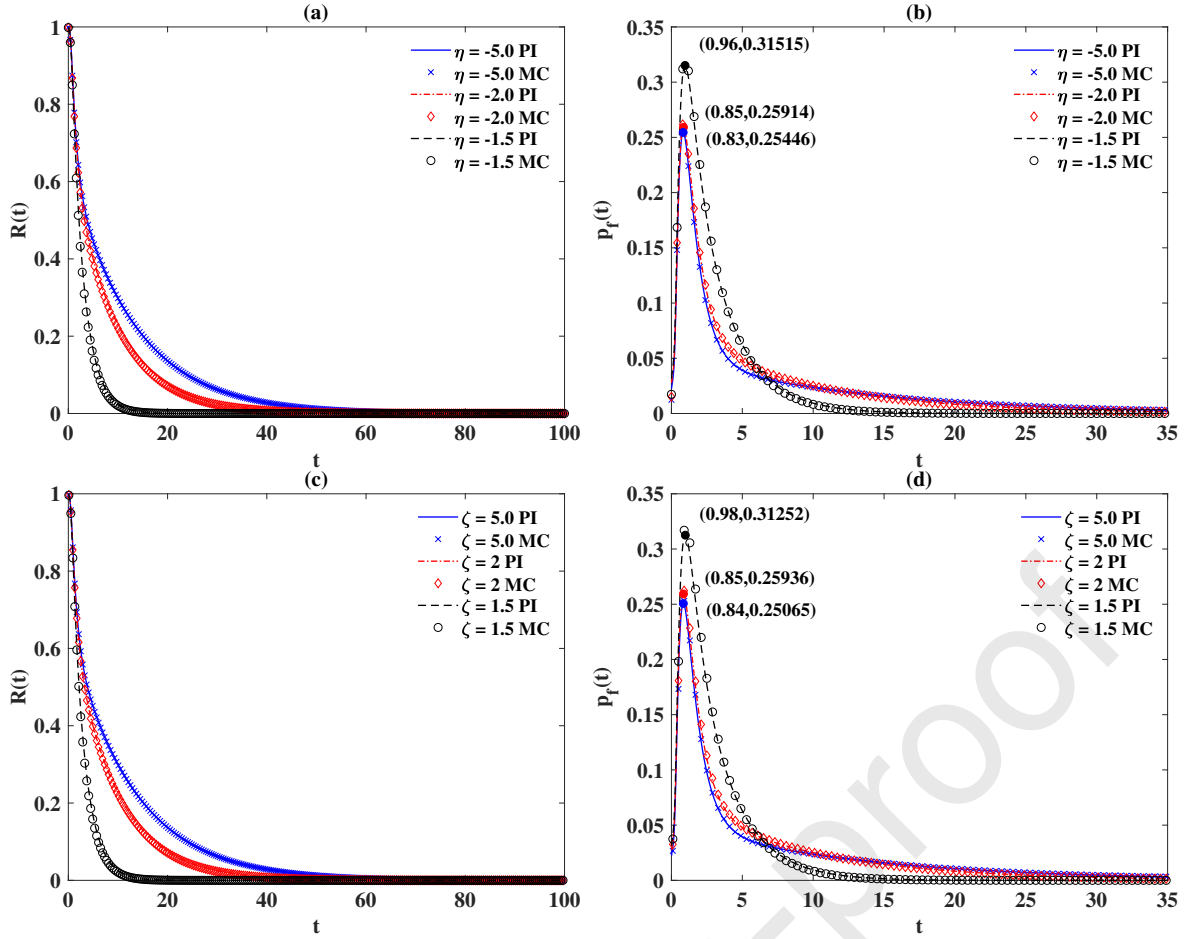 (a)
1
0.8
0.6
0.4
0.2
0
R(t)
0 20 40 60 80 100
t
η = -5.0 PI
η = -5.0 MC
η = -2.0 PI
η = -2.0 MC
η = -1.5 PI
η = -1.5 MC
(b)
0.35
0.3
0.25
0.2
0.15
0.1
0.05
0
p_f(t)
0 5 10 15 20 25 30 35
t
(0.96,0.31515)
(0.85,0.25914)
(0.83,0.25446)
η = -5.0 PI
η = -5.0 MC
η = -2.0 PI
η = -2.0 MC
η = -1.5 PI
η = -1.5 MC
(c)
1
0.8
0.6
0.4
0.2
0
R(t)
0 20 40 60 80 100
t
ζ = 5.0 PI
ζ = 5.0 MC
ζ = 2 PI
ζ = 2 MC
ζ = 1.5 PI
ζ = 1.5 MC
(d)
0.35
0.3
0.25
0.2
0.15
0.1
0.05
0
p_f(t)
0 5 10 15 20 25 30 35
t
(0.98,0.31252)
(0.85,0.25936)
(0.84,0.25065)
ζ = 5.0 PI
ζ = 5.0 MC
ζ = 2 PI
ζ = 2 MC
ζ = 1.5 PI
ζ = 1.5 MC
-proof